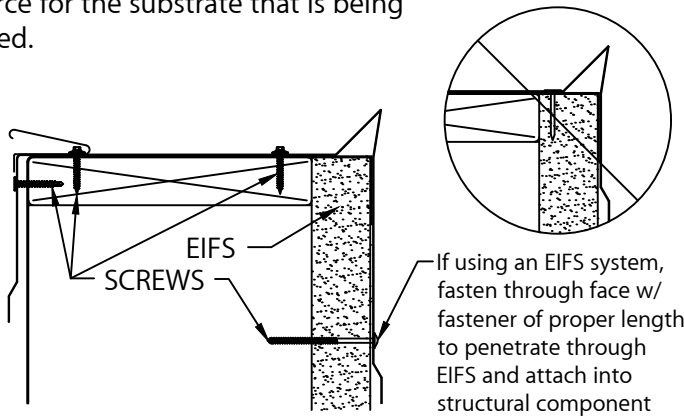 rce for the substrate that is being
ed.
EIFS
SCREWS
If using an EIFS system,
fasten through face w/
fastener of proper length
to penetrate through
EIFS and attach into
structural component